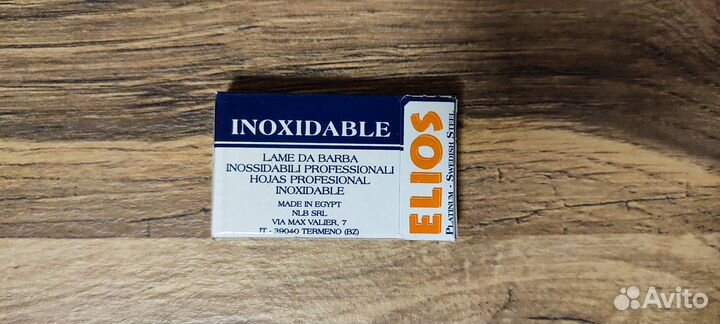 INOXIDABLE
LAME DA BARBA
INOSSIDABILI PROFESSIONALI
HOJAS PROFESIONAL
INOXIDABLE
MADE IN EGYPT
NLB SRL
VIA MAX VALIER, 7
IT - 39040 TERMENO (BZ)
ELIOS
PLATINUM - SWEDISH STEEL
Avito